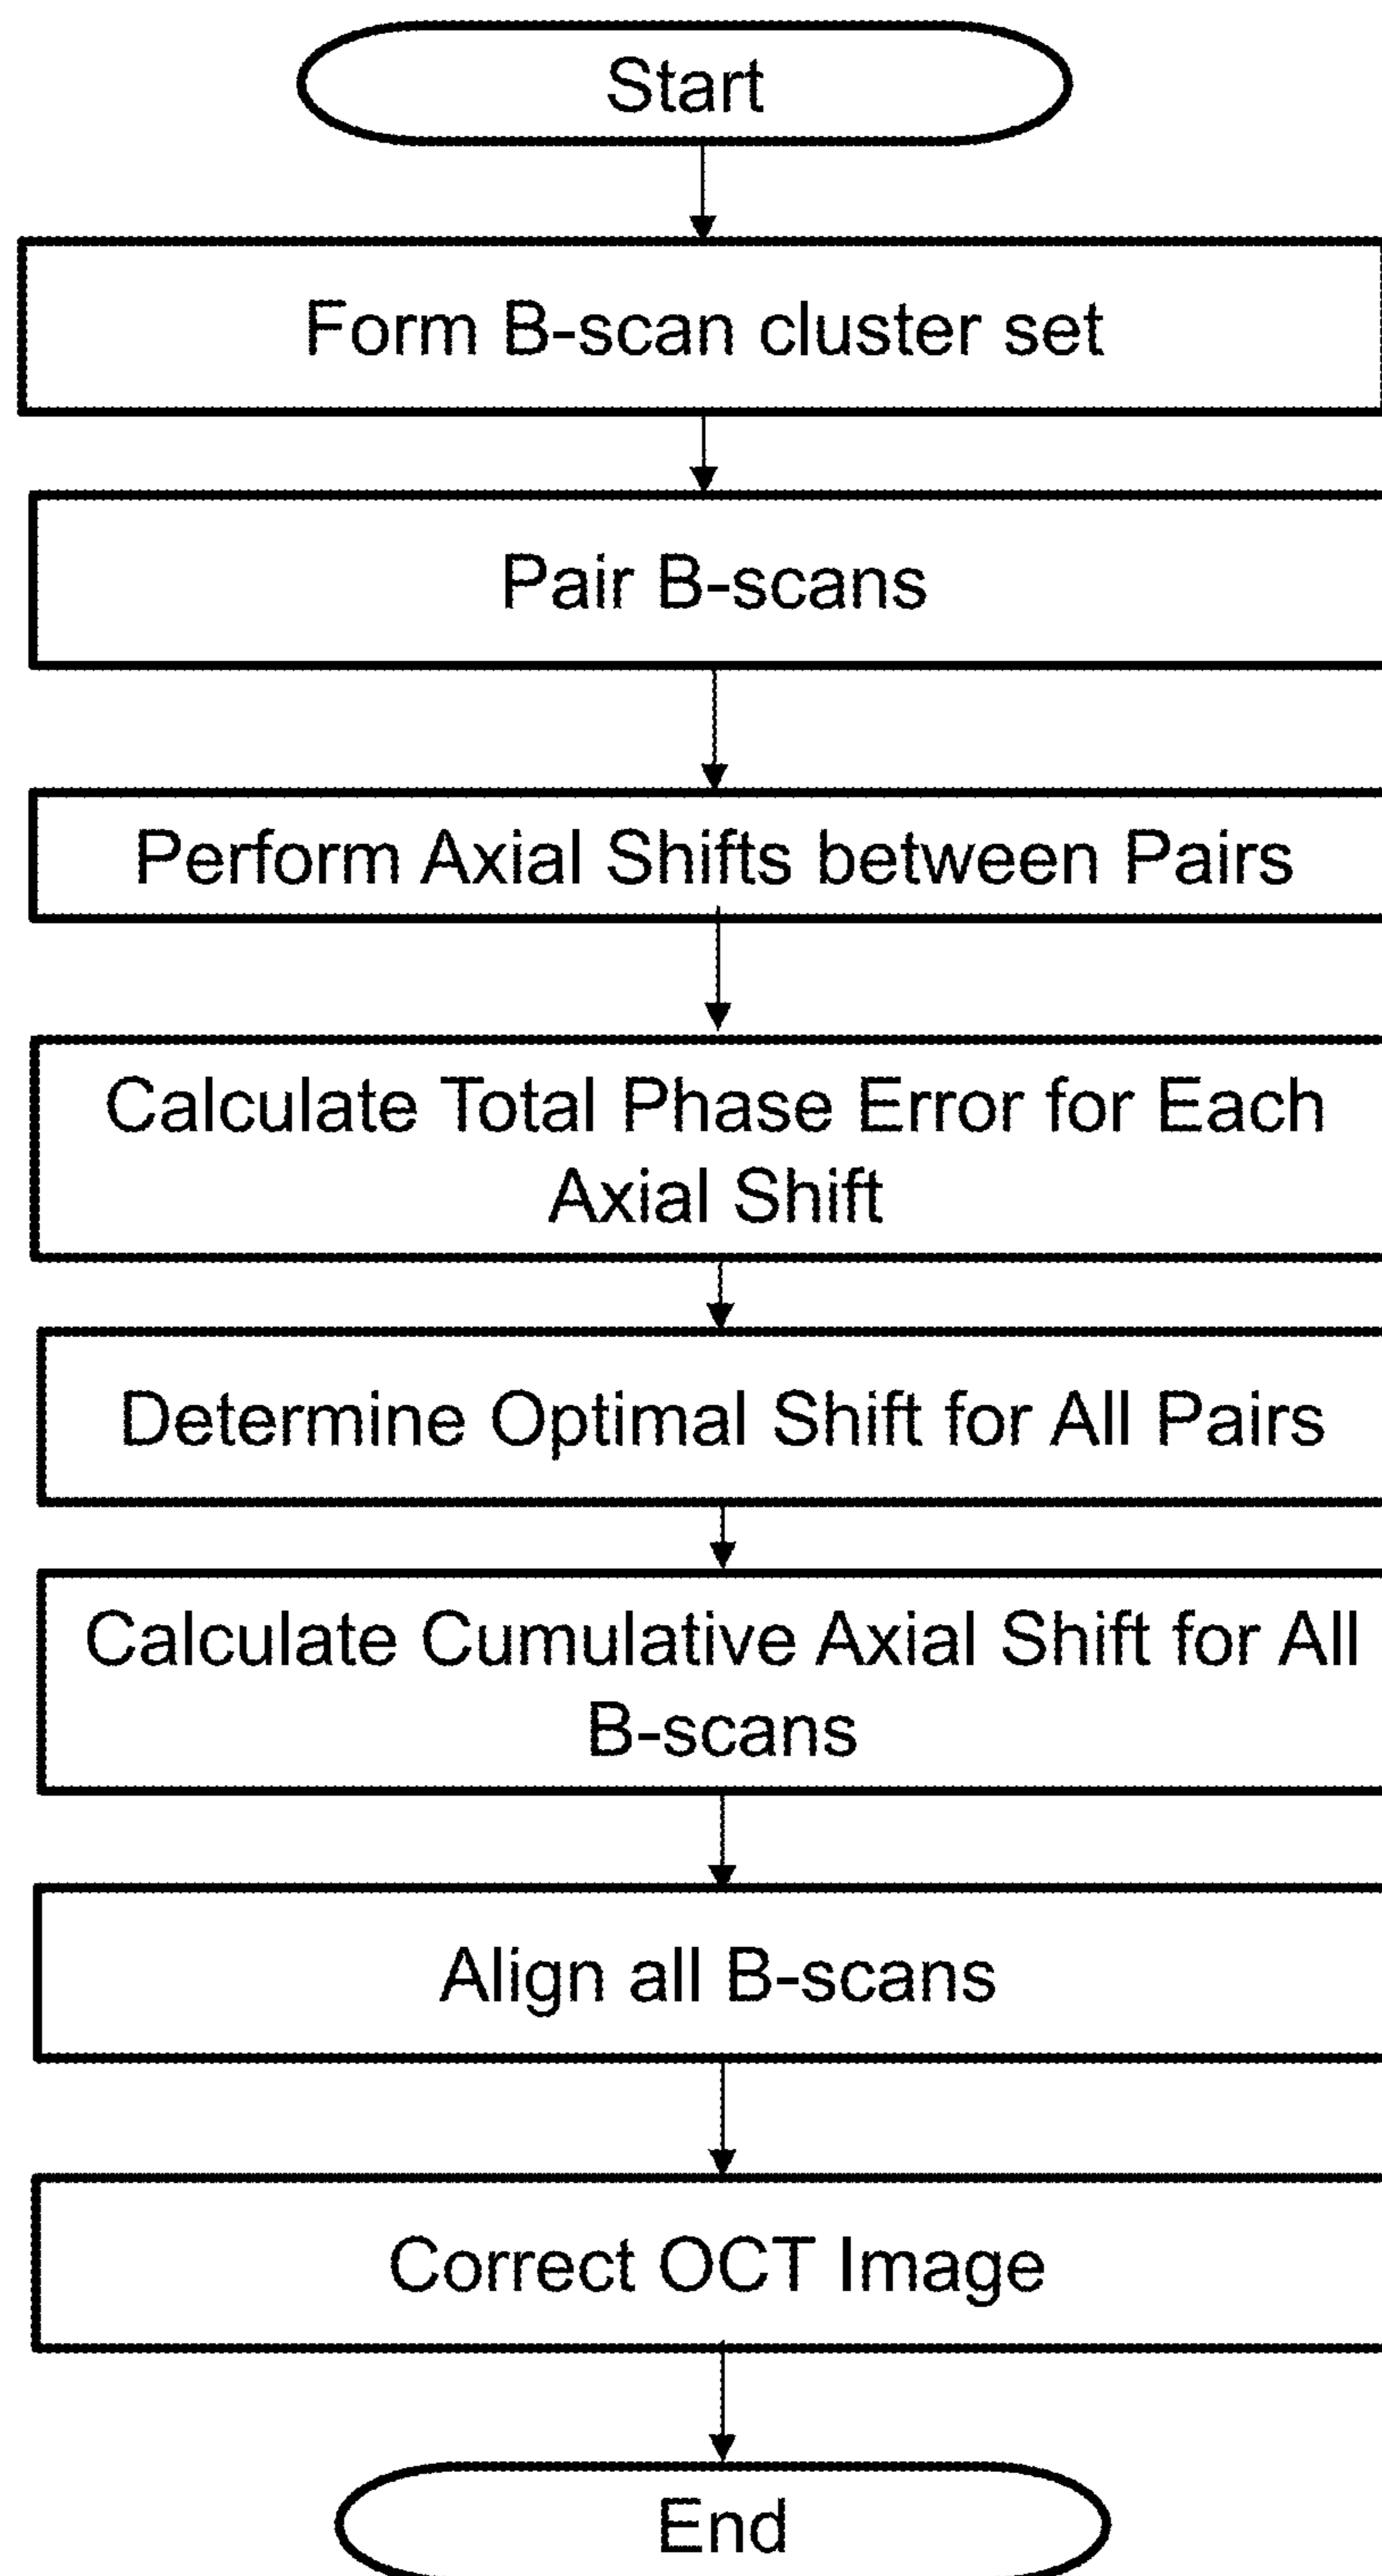 Start
Form B-scan cluster set
Pair B-scans
Perform Axial Shifts between Pairs
Calculate Total Phase Error for Each
Axial Shift
Determine Optimal Shift for All Pairs
Calculate Cumulative Axial Shift for All
B-scans
Align all B-scans
Correct OCT Image
End